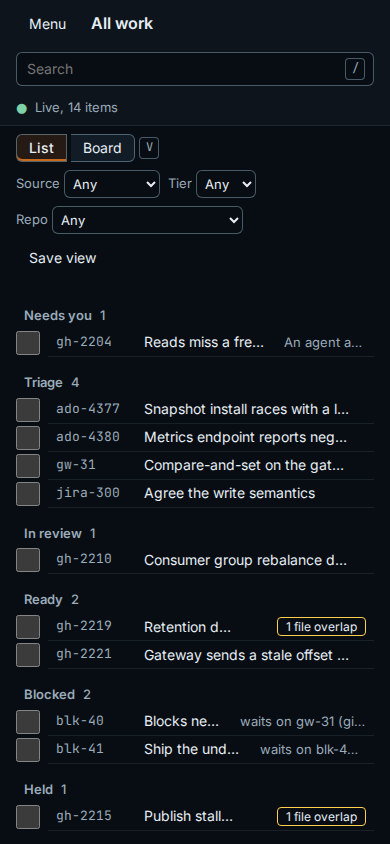 Menu All work
Search /
Live, 14 items
List Board V
Source Any Tier Any
Repo Any
Save view
Needs you 1
gh-2204 Reads miss a fre... An agent a...
Triage 4
ado-4377 Snapshot install races with a l...
ado-4380 Metrics endpoint reports neg...
gw-31 Compare-and-set on the gat...
jira-300 Agree the write semantics
In review 1
gh-2210 Consumer group rebalance d...
Ready 2
gh-2219 Retention d... 1 file overlap
gh-2221 Gateway sends a stale offset ...
Blocked 2
blk-40 Blocks ne... waits on gw-31 (gi...
blk-41 Ship the und... waits on blk-4...
Held 1
gh-2215 Publish stall... 1 file overlap